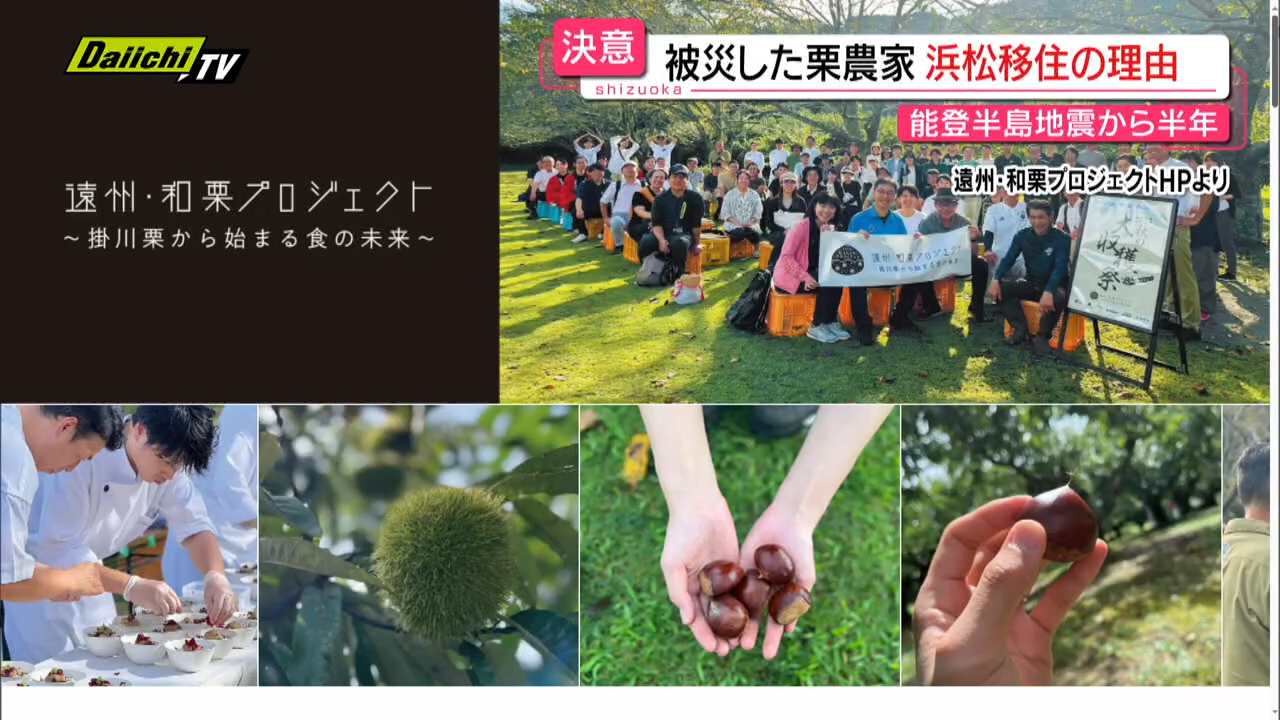 Daiichi-TV
決意
被災した栗農家 浜松移住の理由
shizuoka
能登半島地震から半年
遠州・和栗プロジェクトHPより
遠州・和栗プロジェクト
～掛川栗から始まる食の未来～
遠州・和栗プロジェクト
大収穫祭